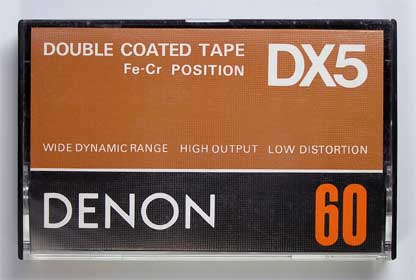 DOUBLE COATED TAPE DX5
Fe-Cr POSITION
WIDE DYNAMIC RANGE HIGH OUTPUT LOW DISTORTION
DENON 60